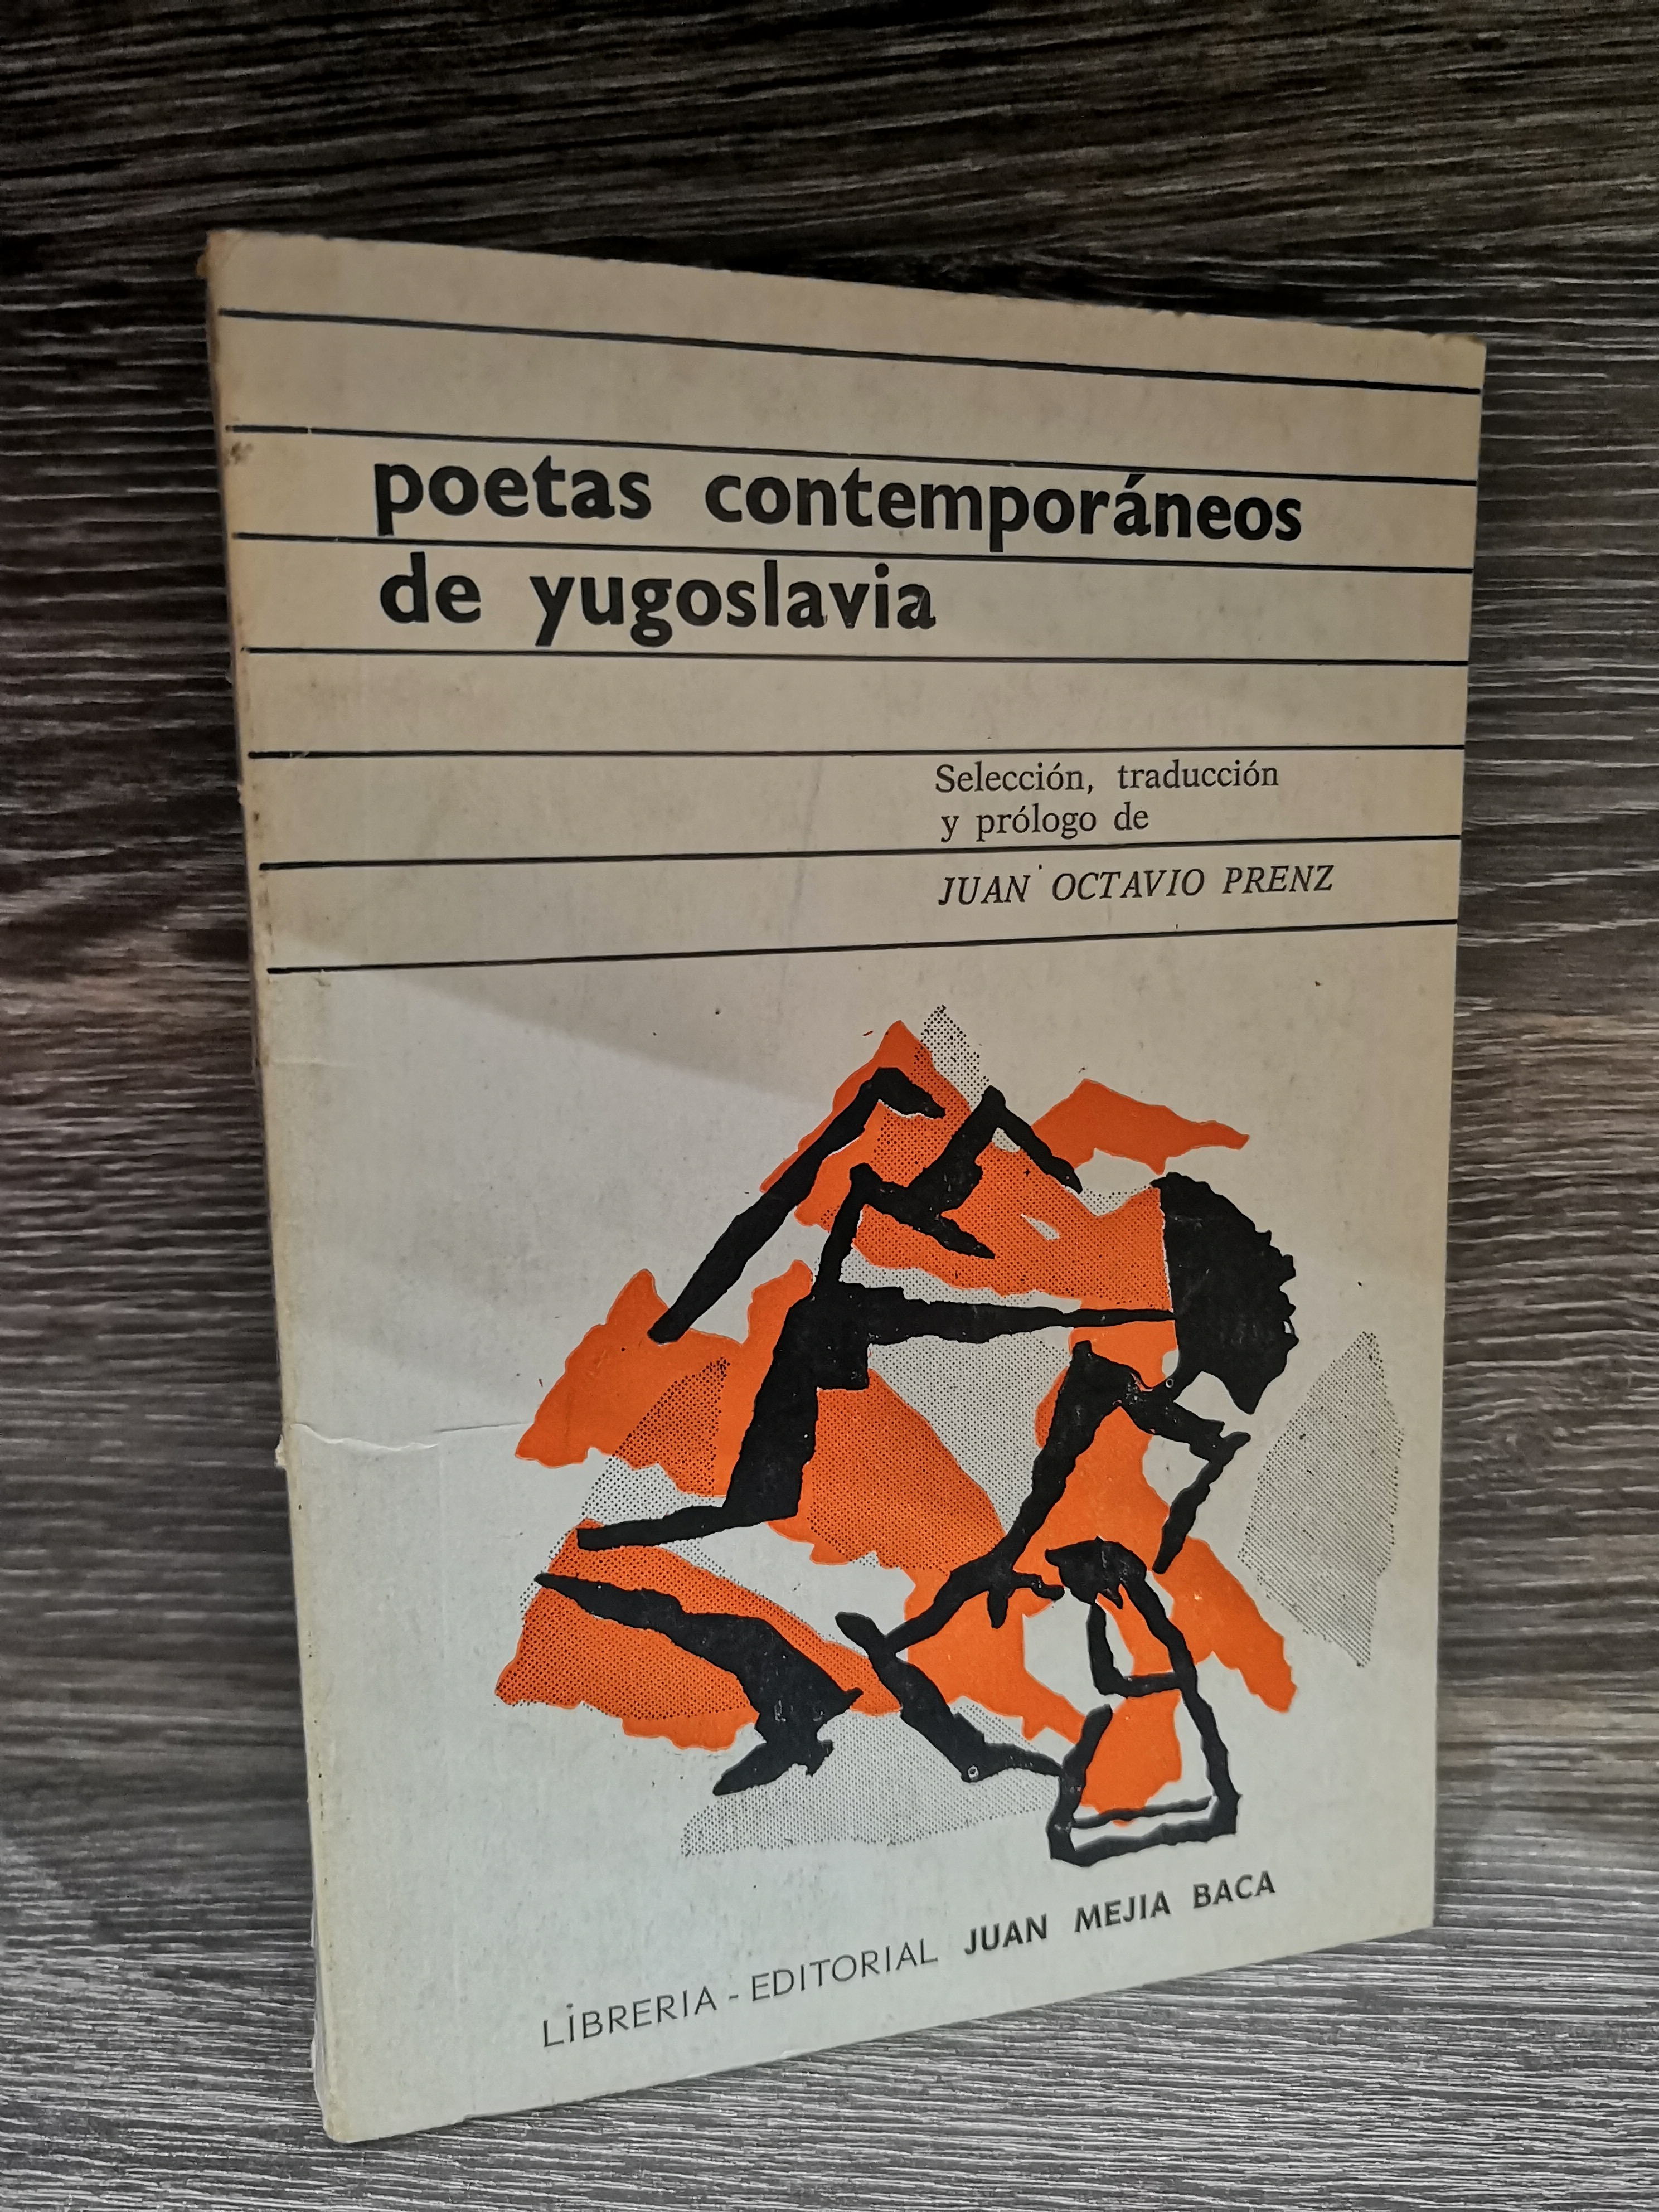 poetas contemporáneos
de yugoslavia
Selección, traducción
y prólogo de
JUAN OCTAVIO PRENZ
LIBRERIA - EDITORIAL JUAN MEJIA BACA